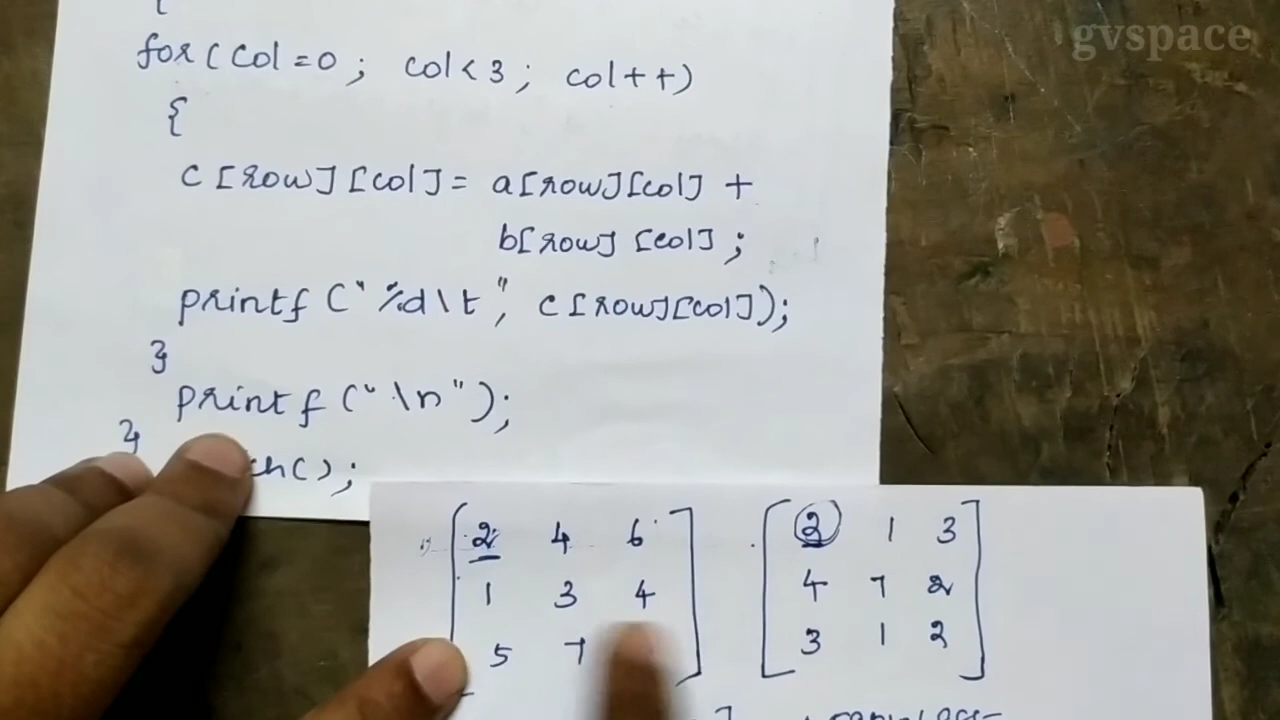 gvspace
{
for(col=0; col<3; col++)
{
c[row][col]= a[row][col] +
b[row][col];
printf("%d\t", c[row][col]);
}
printf("\n");
}
ch();
2 4 6
1 3 4
5 7
2 1 3
4 7 2
3 1 2